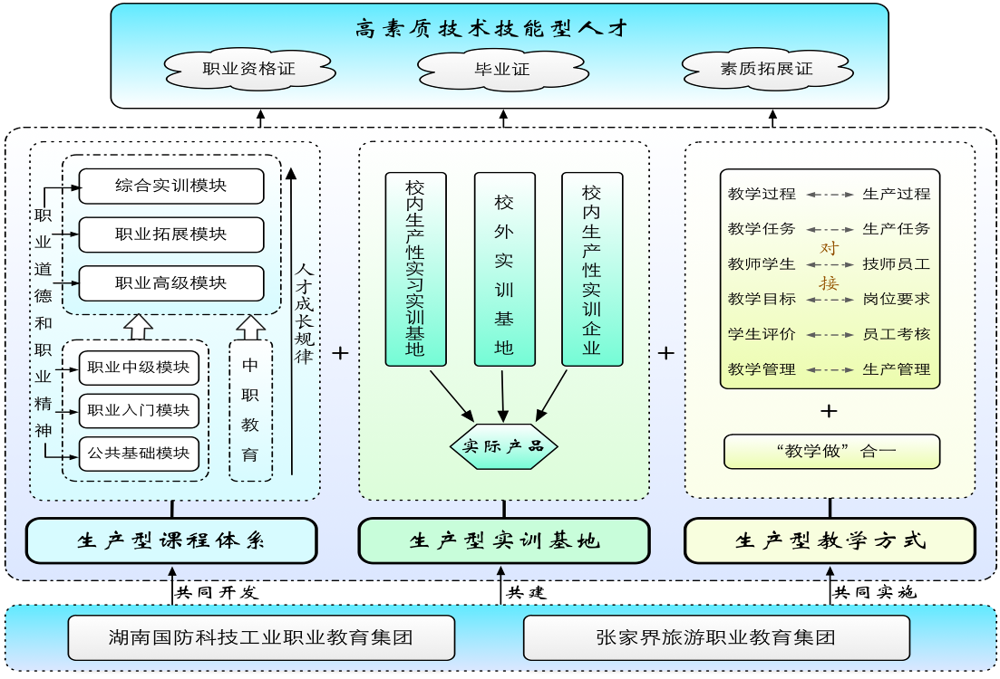 高素质技术技能型人才
职业资格证
毕业证
素质拓展证
职业道德和职业精神
综合实训模块
职业拓展模块
职业高级模块
职业中级模块
职业入门模块
公共基础模块
中职教育
人才成长规律
+
校内生产性实习实训基地
校外实训基地
校内生产性实训企业
实际产品
+
教学过程 生产过程
教学任务 生产任务
教师学生 技师员工
教学目标 岗位要求
学生评价 员工考核
教学管理 生产管理
对接
+
“教学做”合一
生产型课程体系
生产型实训基地
生产型教学方式
共同开发
共建
共同实施
湖南国防科技工业职业教育集团
张家界旅游职业教育集团